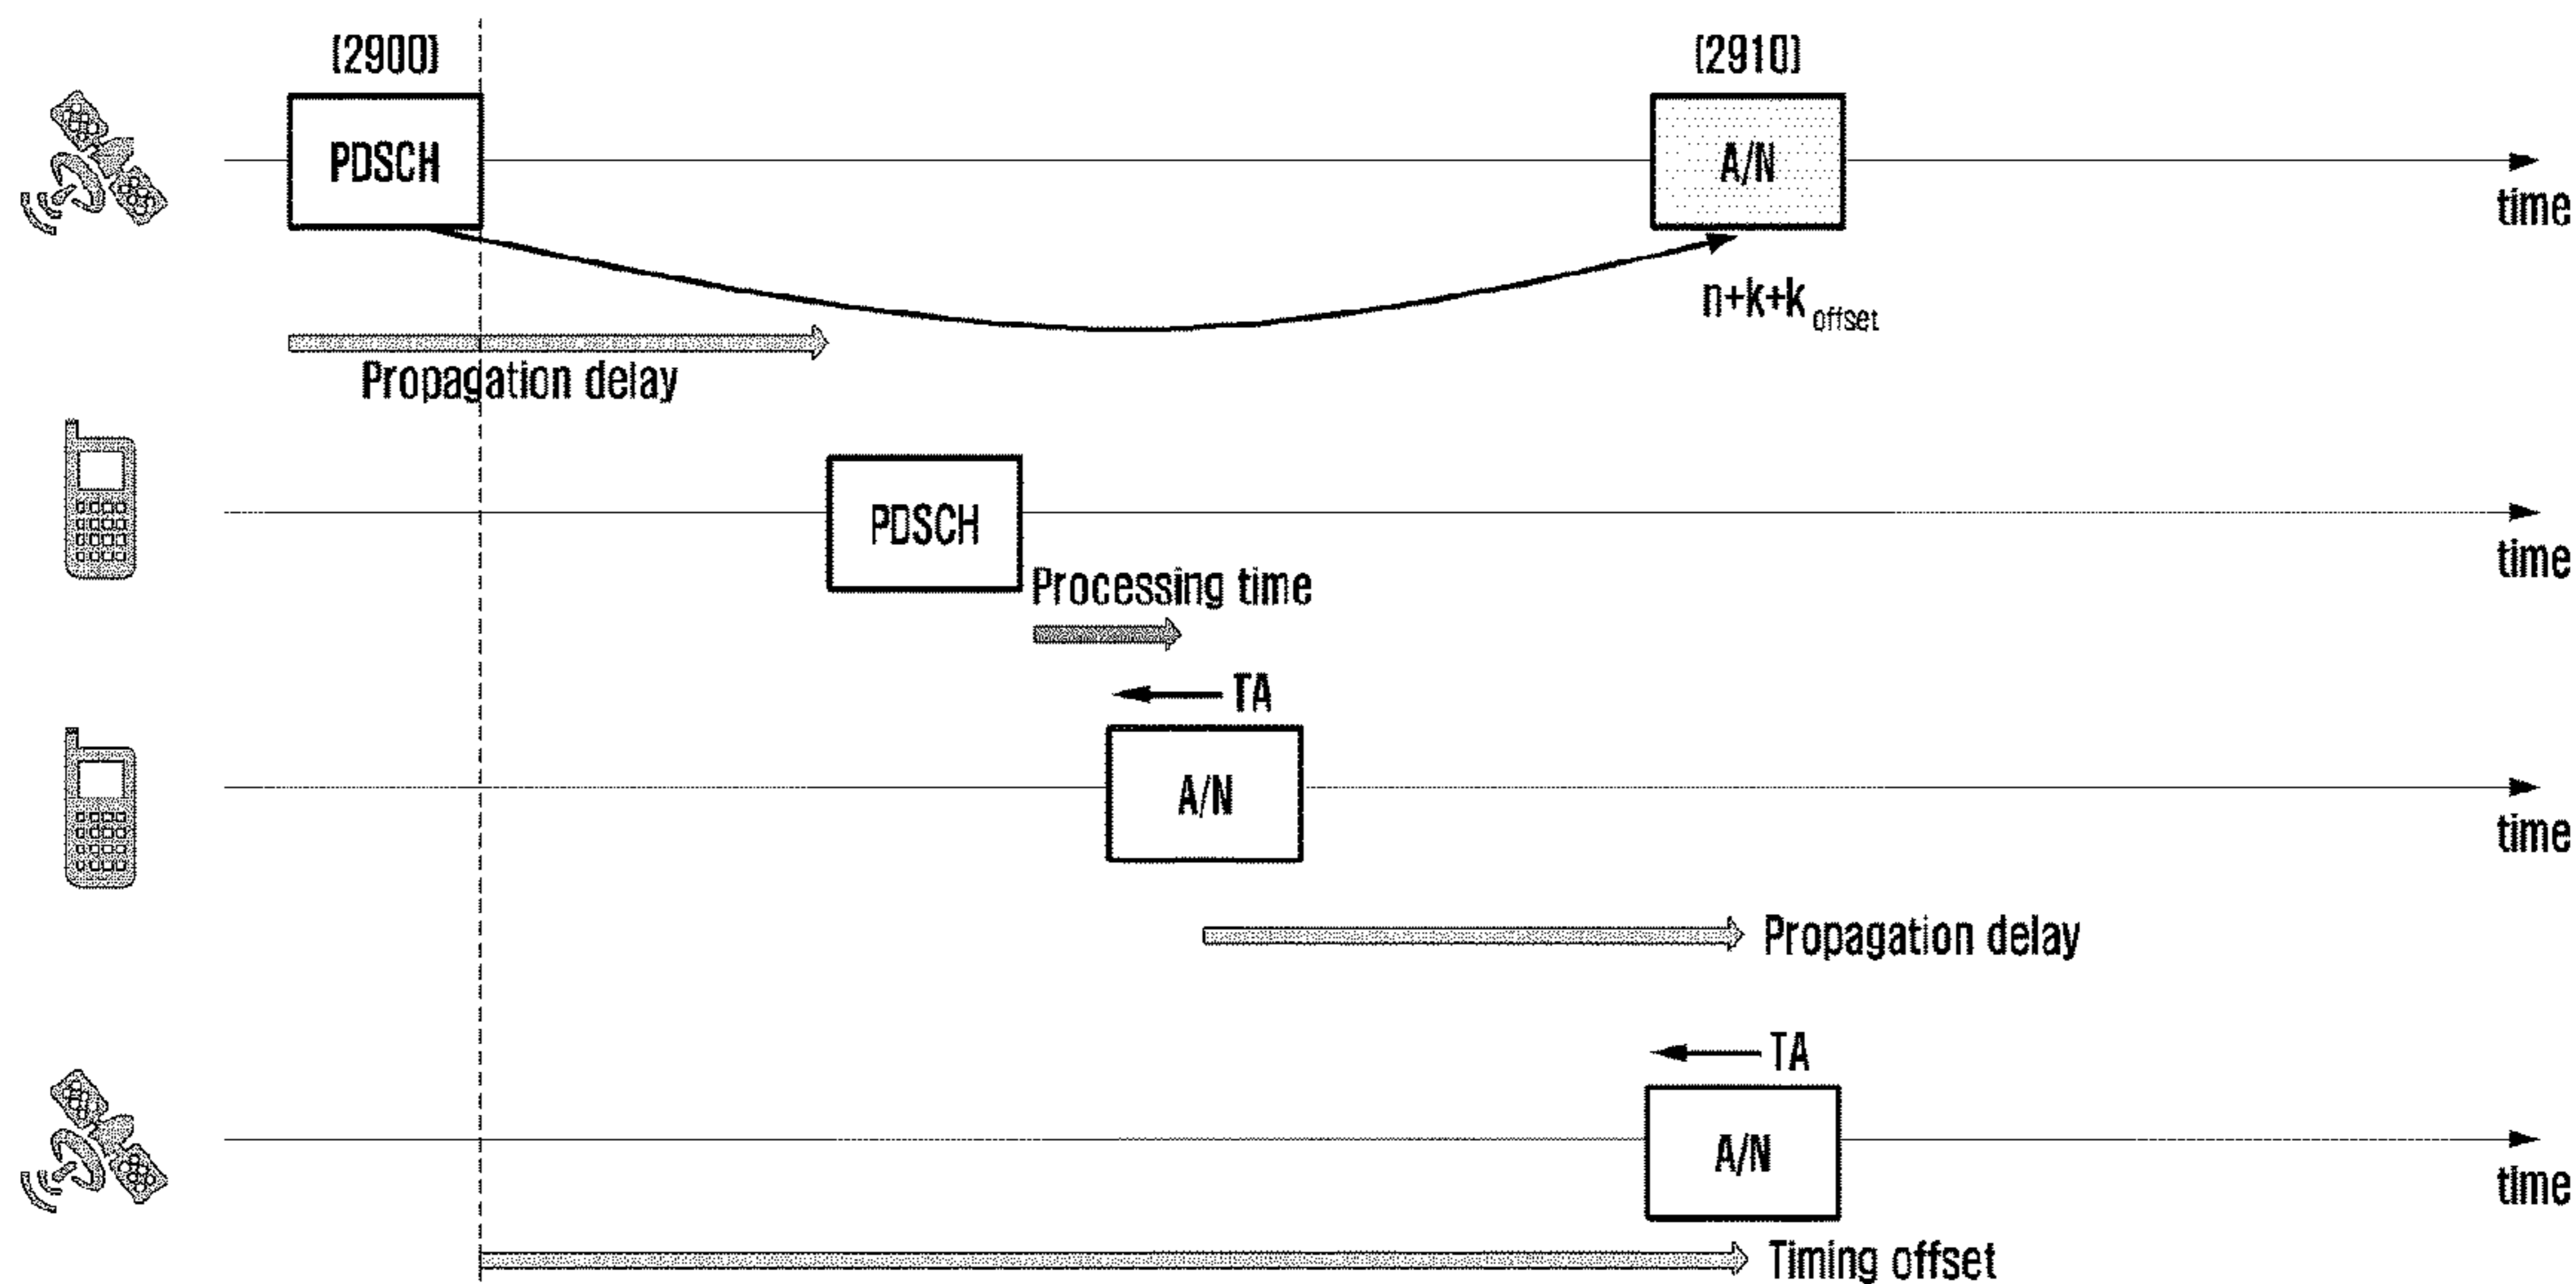 (2900)
(2910)
PDSCH
A/N
time
n+k+k offset
Propagation delay
PDSCH
time
Processing time
TA
A/N
time
Propagation delay
TA
A/N
time
Timing offset